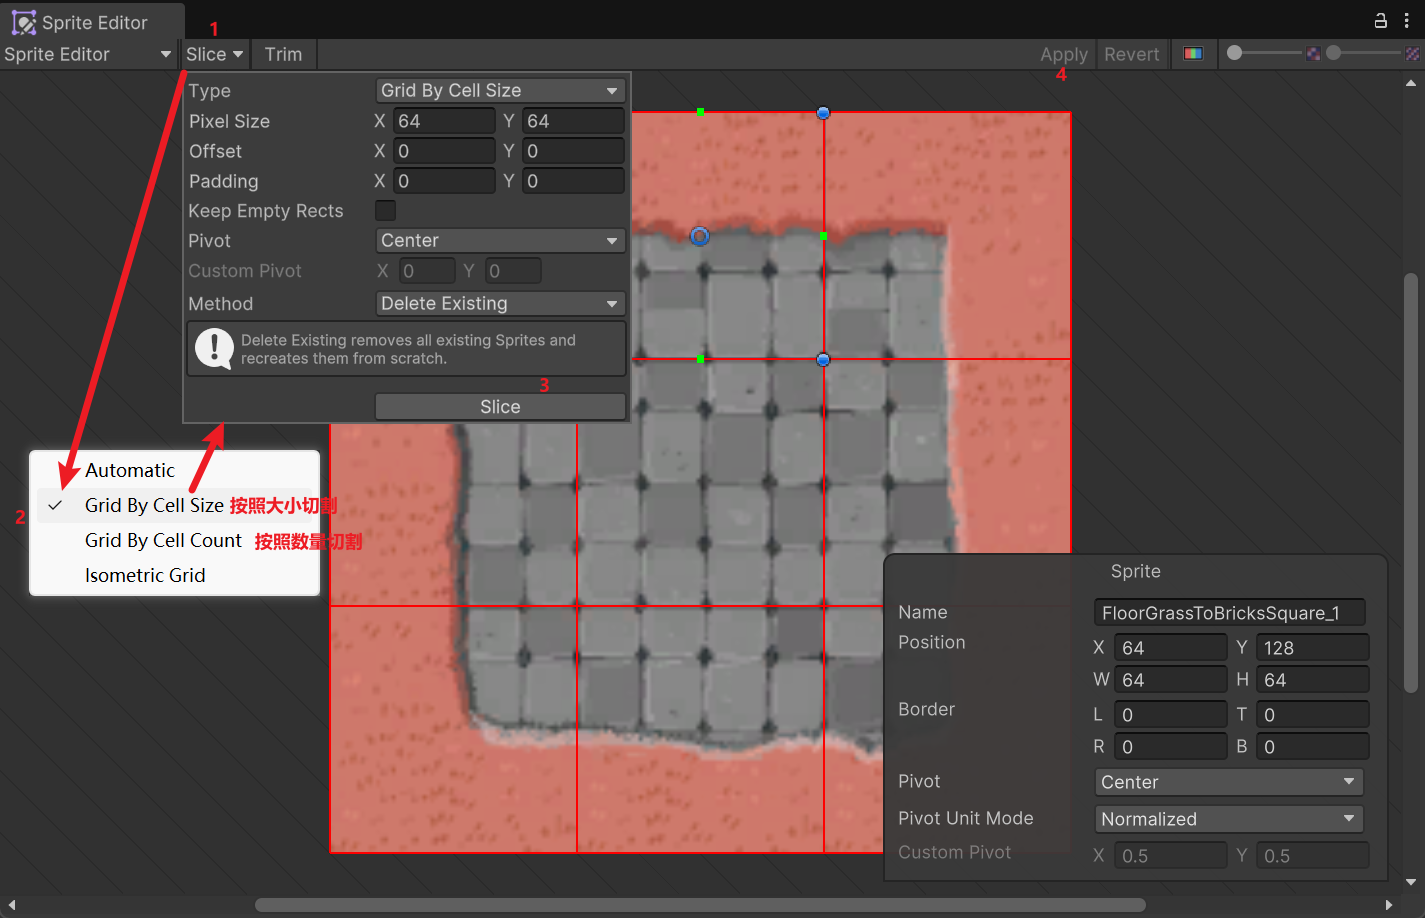 Sprite Editor
1
Sprite Editor
Slice
Trim
Apply
Revert
4
Type
Grid By Cell Size
Pixel Size
X 64 Y 64
Offset
X 0 Y 0
Padding
X 0 Y 0
Keep Empty Rects
Pivot
Center
Custom Pivot
X 0 Y 0
Method
Delete Existing
Delete Existing removes all existing Sprites and
recreates them from scratch.
3
Slice
2
Automatic
Grid By Cell Size 按照大小切割
Grid By Cell Count 按照数量切割
Isometric Grid
Sprite
Name
FloorGrassToBricksSquare_1
Position
X 64 Y 128
W 64 H 64
Border
L 0 T 0
R 0 B 0
Pivot
Center
Pivot Unit Mode
Normalized
Custom Pivot
X 0.5 Y 0.5